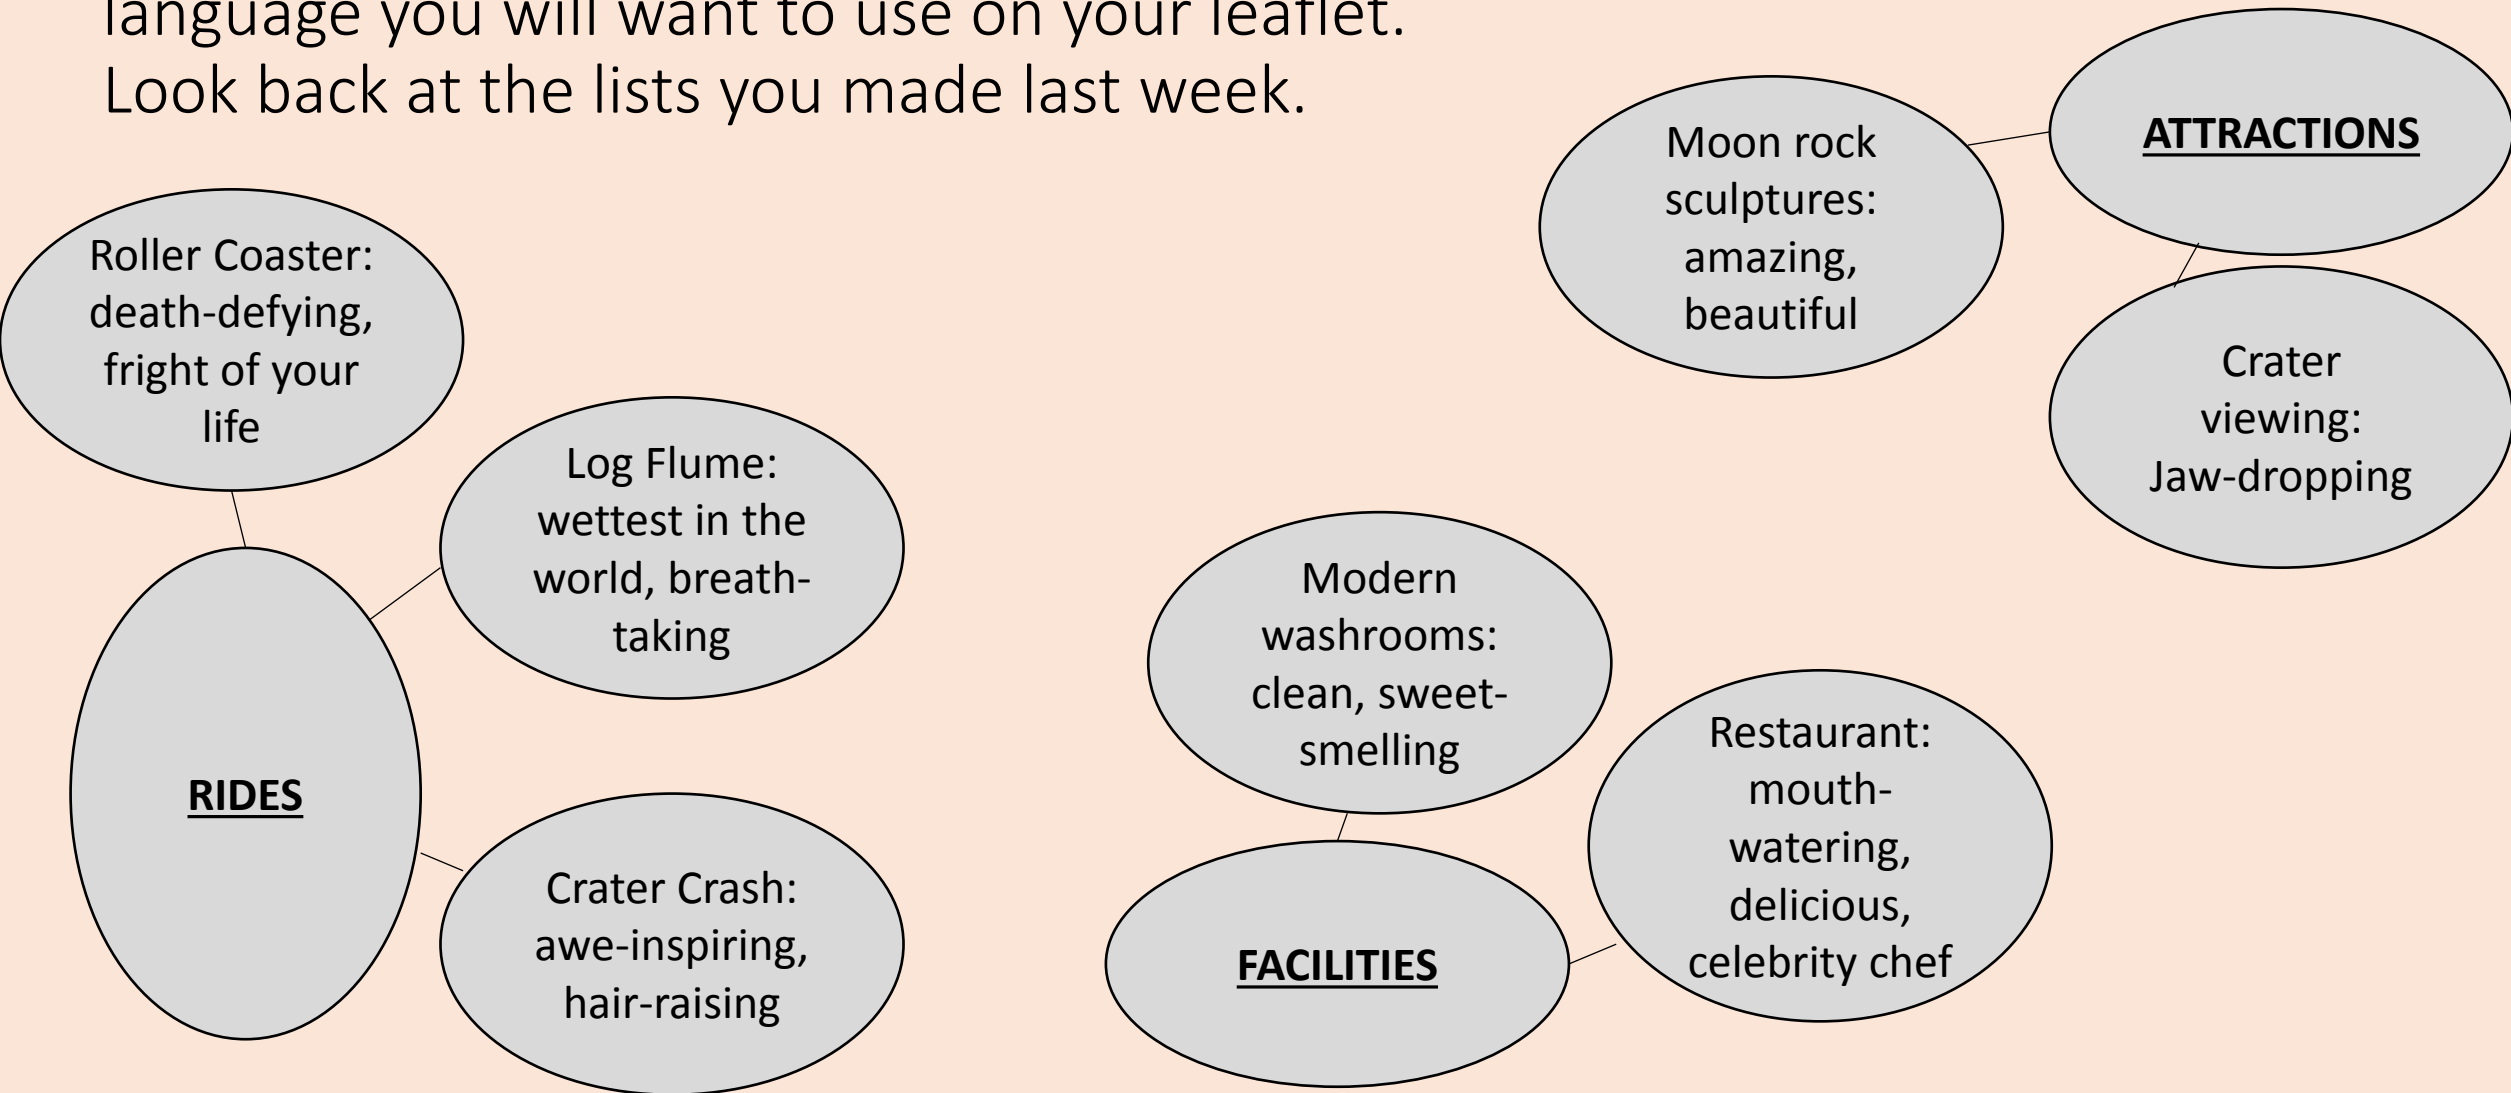 language you will want to use on your leaflet.
Look back at the lists you made last week.
ATTRACTIONS
Moon rock
sculptures:
amazing,
beautiful
Crater
viewing:
Jaw-dropping
Roller Coaster:
death-defying,
fright of your
life
Log Flume:
wettest in the
world, breath-
taking
RIDES
Crater Crash:
awe-inspiring,
hair-raising
Modern
washrooms:
clean, sweet-
smelling
Restaurant:
mouth-
watering,
delicious,
celebrity chef
FACILITIES